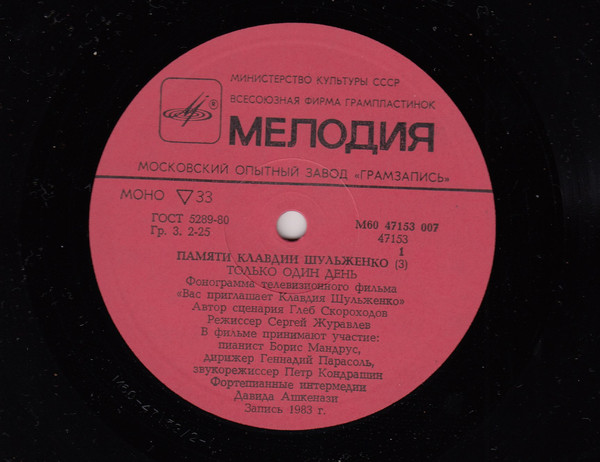 МИНИСТЕРСТВО КУЛЬТУРЫ СССР
ВСЕСОЮЗНАЯ ФИРМА ГРАМПЛАСТИНОК
®
МЕЛОДИЯ
МОСКОВСКИЙ ОПЫТНЫЙ ЗАВОД «ГРАМЗАПИСЬ»
МОНО ▽ 33
ГОСТ 5289-80
Гр. 3. 2-25
М60 47153 007
47153
1
ПАМЯТИ КЛАВДИИ ШУЛЬЖЕНКО (3)
ТОЛЬКО ОДИН ДЕНЬ
Фонограмма телевизионного фильма
«Вас приглашает Клавдия Шульженко»
Автор сценария Глеб Скороходов
Режиссер Сергей Журавлев
В фильме принимают участие:
пианист Борис Мандрус,
дирижер Геннадий Парасоль,
звукорежиссер Петр Кондрашин
Фортепианные интермедии
Давида Ашкенази
Запись 1983 г.